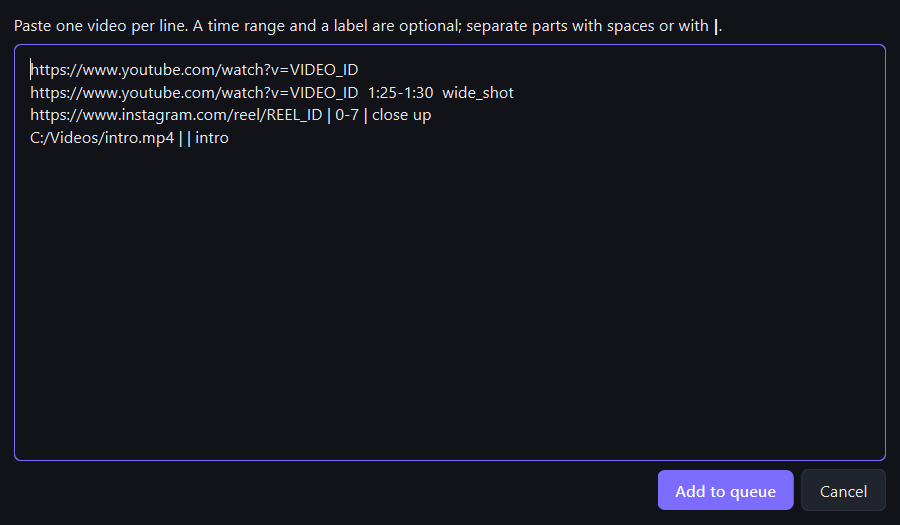 Paste one video per line. A time range and a label are optional; separate parts with spaces or with |.
https://www.youtube.com/watch?v=VIDEO_ID
https://www.youtube.com/watch?v=VIDEO_ID  1:25-1:30  wide_shot
https://www.instagram.com/reel/REEL_ID | 0-7 | close up
C:/Videos/intro.mp4 | | intro
Add to queue
Cancel